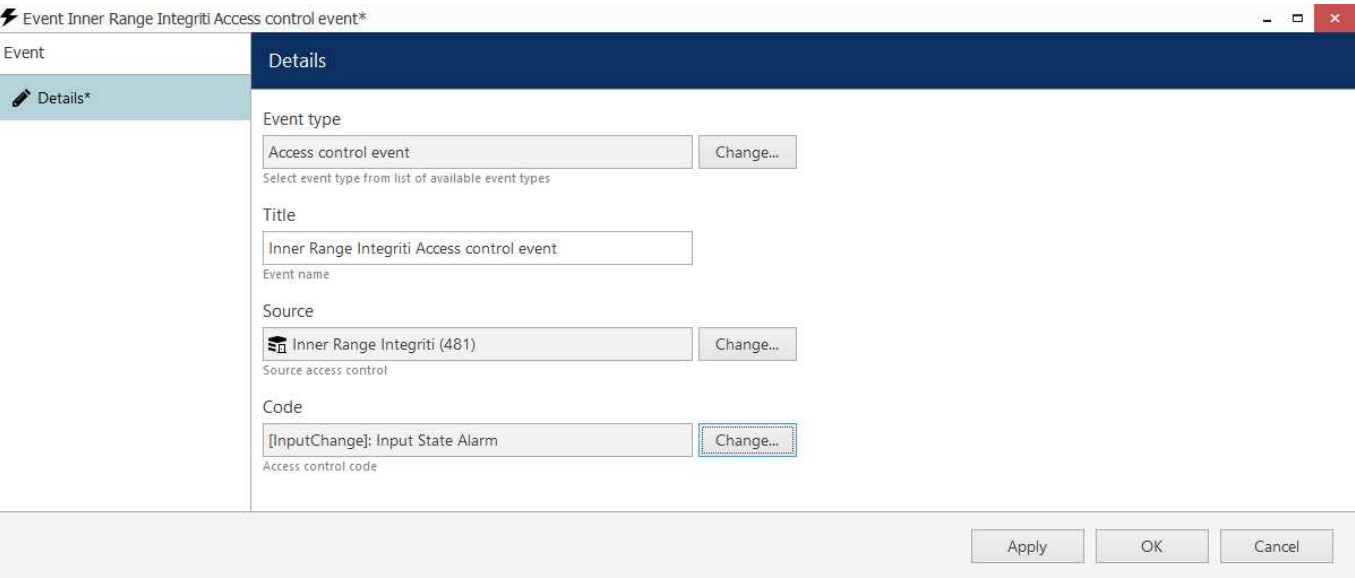 Event Inner Range Integriti Access control event*
Event
Details
Details*
Event type
Access control event
Change...
Select event type from list of available event types
Title
Inner Range Integriti Access control event
Event name
Source
Inner Range Integriti (481)
Change...
Source access control
Code
[InputChange]: Input State Alarm
Change...
Access control code
Apply
OK
Cancel